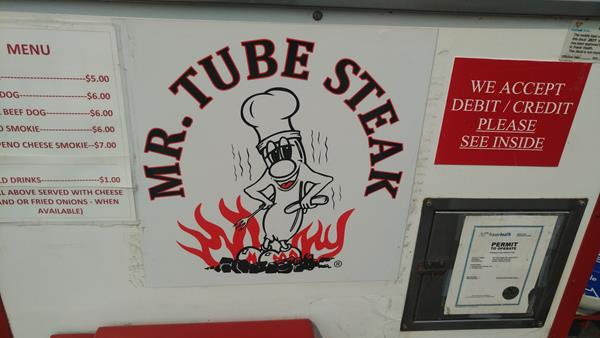 MENU
$5.00
DOG $6.00
BEEF DOG $6.00
O SMOKIE $6.00
PENO CHEESE SMOKIE--$7.00
D DRINKS $1.00
ALL ABOVE SERVED WITH CHEESE
AND OR FRIED ONIONS - WHEN
AVAILABLE)
MR. TUBE STEAK
®
WE ACCEPT
DEBIT / CREDIT
PLEASE
SEE INSIDE
fraserhealth
PERMIT
TO OPERATE